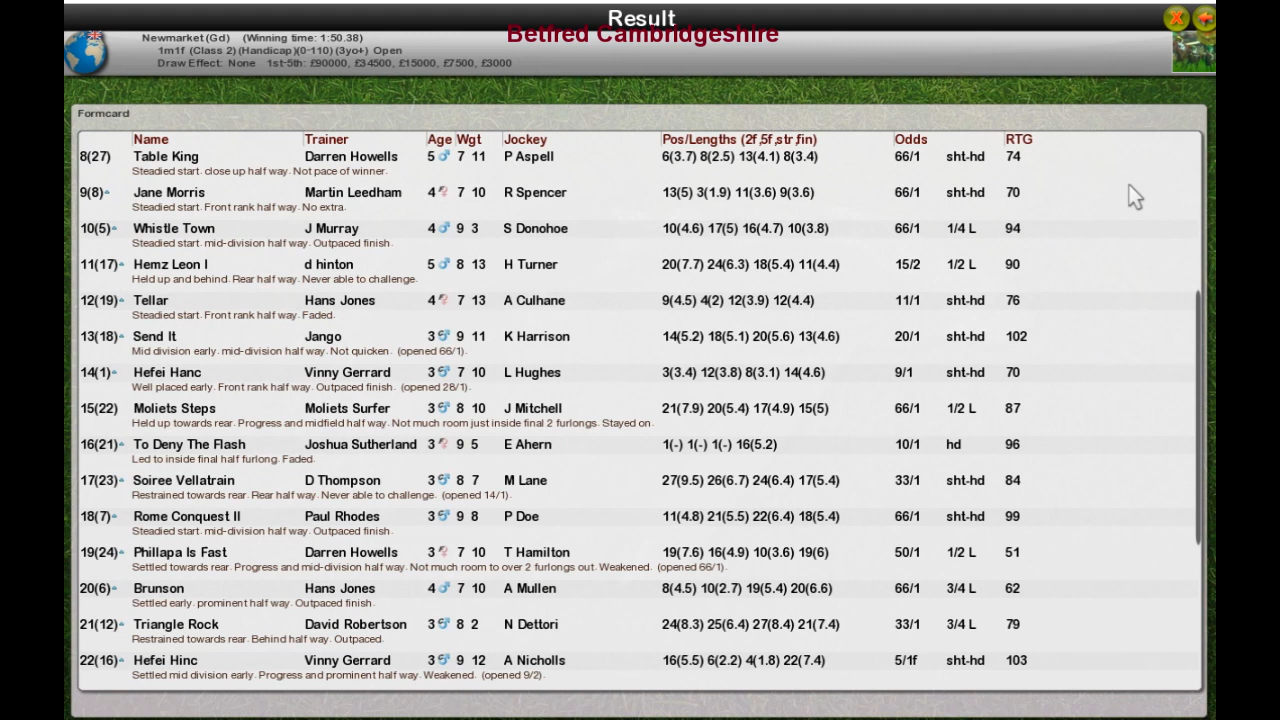 Result
Betfred Cambridgeshire
Newmarket(Gd) (Winning time: 1:50.38)
1m1f (Class 2)(Handicap)(0-110)(3yo+) Open
Draw Effect: None 1st-5th: £90000, £34500, £15000, £7500, £3000
Formcard
Name Trainer Age Wgt Jockey Pos/Lengths (2f,5f,str,fin) Odds RTG
8(27) Table King Darren Howells 5 7 11 P Aspell 6(3.7) 8(2.5) 13(4.1) 8(3.4) 66/1 sht-hd 74
Steadied start. close up half way. Not pace of winner.
9(8) Jane Morris Martin Leedham 4 7 10 R Spencer 13(5) 3(1.9) 11(3.6) 9(3.6) 66/1 sht-hd 70
Steadied start. Front rank half way. No extra.
10(5) Whistle Town J Murray 4 9 3 S Donohoe 10(4.6) 17(5) 16(4.7) 10(3.8) 66/1 1/4 L 94
Steadied start. mid-division half way. Outpaced finish.
11(17) Hemz Leon I d hinton 5 8 13 H Turner 20(7.7) 24(6.3) 18(5.4) 11(4.4) 15/2 1/2 L 90
Held up and behind. Rear half way. Never able to challenge.
12(19) Tellar Hans Jones 4 7 13 A Culhane 9(4.5) 4(2) 12(3.9) 12(4.4) 11/1 sht-hd 76
Steadied start. Front rank half way. Faded.
13(18) Send It Jango 3 9 11 K Harrison 14(5.2) 18(5.1) 20(5.6) 13(4.6) 20/1 sht-hd 102
Mid division early. mid-division half way. Not quicken. (opened 66/1).
14(1) Hefei Hanc Vinny Gerrard 3 7 10 L Hughes 3(3.4) 12(3.8) 8(3.1) 14(4.6) 9/1 sht-hd 70
Well placed early. Front rank half way. Outpaced finish. (opened 28/1).
15(22) Moliets Steps Moliets Surfer 3 8 10 J Mitchell 21(7.9) 20(5.4) 17(4.9) 15(5) 66/1 1/2 L 87
Held up towards rear. Progress and midfield half way. Not much room just inside final 2 furlongs. Stayed on.
16(21) To Deny The Flash Joshua Sutherland 3 9 5 E Ahern 1(-) 1(-) 1(-) 16(5.2) 10/1 hd 96
Led to inside final half furlong. Faded.
17(23) Soiree Vellatrain D Thompson 3 8 7 M Lane 27(9.5) 26(6.7) 24(6.4) 17(5.4) 33/1 sht-hd 84
Restrained towards rear. Rear half way. Never able to challenge. (opened 14/1).
18(7) Rome Conquest II Paul Rhodes 3 9 8 P Doe 11(4.8) 21(5.5) 22(6.4) 18(5.4) 66/1 sht-hd 99
Steadied start. mid-division half way. Outpaced finish.
19(24) Phillapa Is Fast Darren Howells 3 7 10 T Hamilton 19(7.6) 16(4.9) 10(3.6) 19(6) 50/1 1/2 L 51
Settled towards rear. Progress and mid-division half way. Not much room to over 2 furlongs out. Weakened. (opened 66/1).
20(6) Brunson Hans Jones 4 7 10 A Mullen 8(4.5) 10(2.7) 19(5.4) 20(6.6) 66/1 3/4 L 62
Settled early. prominent half way. Outpaced finish.
21(12) Triangle Rock David Robertson 3 8 2 N Dettori 24(8.3) 25(6.4) 27(8.4) 21(7.4) 33/1 3/4 L 79
Restrained towards rear. Behind half way. Outpaced.
22(16) Hefei Hinc Vinny Gerrard 3 9 12 A Nicholls 16(5.5) 6(2.2) 4(1.8) 22(7.4) 5/1f sht-hd 103
Settled mid division early. Progress and prominent half way. Weakened. (opened 9/2).